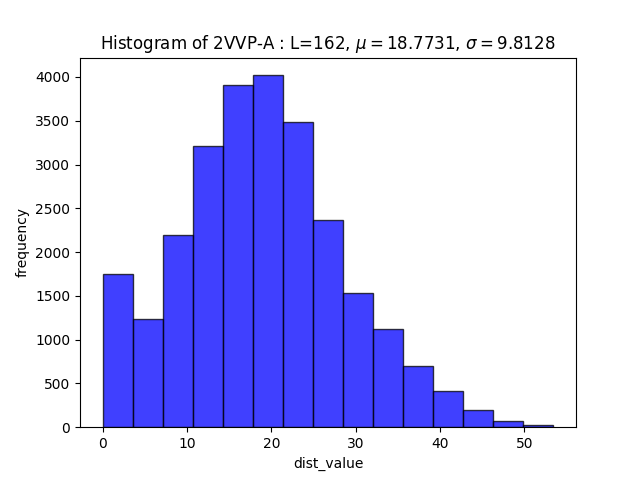 Histogram of 2VVP-A : L=162, μ = 18.7731, σ = 9.8128
4000
3500
3000
2500
2000
1500
1000
500
0
frequency
0 10 20 30 40 50
dist_value